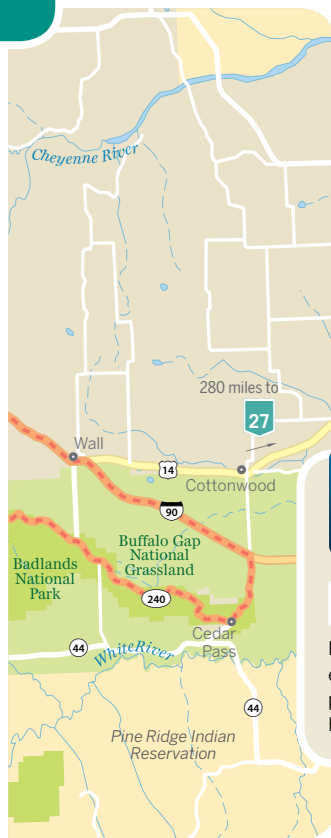 Cheyenne River
280 miles to
27
Wall
14
Cottonwood
90
Buffalo Gap
National
Grassland
Badlands
National
Park
240
Cedar
Pass
44
White River
44
Pine Ridge Indian
Reservation